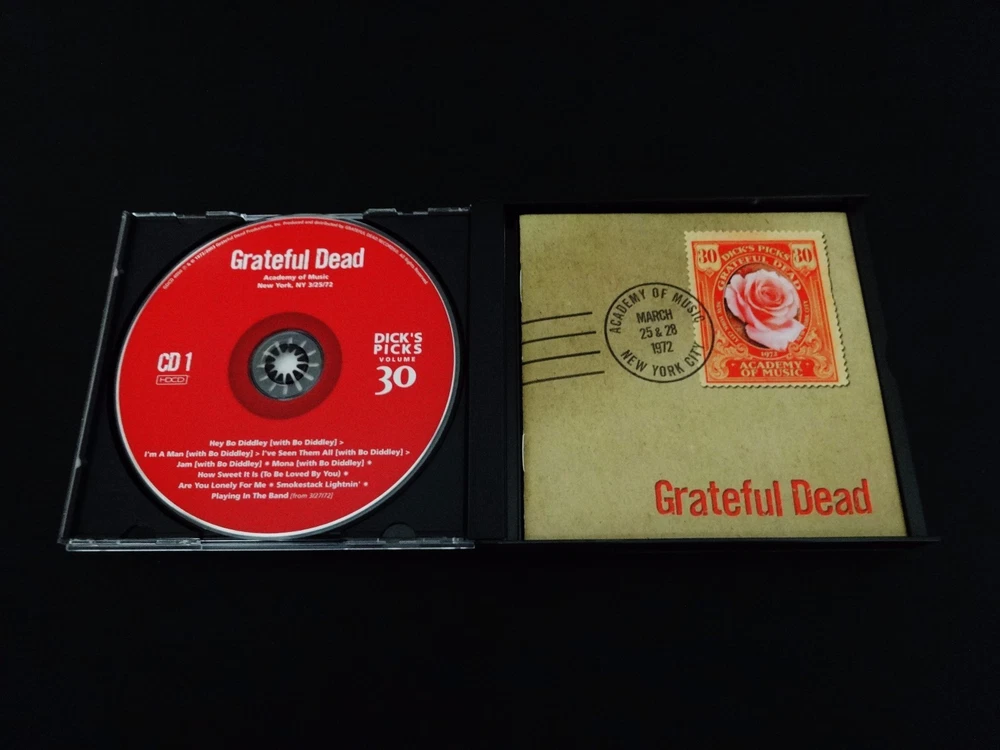 Grateful Dead
Academy of Music
New York, NY 3/25/72
CD 1
HDCD
DICK'S
PICKS
VOLUME
30
Hey Bo Diddley [with Bo Diddley] >
I'm A Man [with Bo Diddley] > I've Seen Them All [with Bo Diddley] >
Jam [with Bo Diddley] * Mona [with Bo Diddley] *
How Sweet It Is (To Be Loved By You) *
Are You Lonely For Me * Smokestack Lightnin' *
Playing In The Band [from 3/27/72]
ACADEMY OF MUSIC
MARCH
25 & 28
1972
NEW YORK CITY
30 DICK'S PICKS 30
GRATEFUL DEAD
1972
ACADEMY
OF MUSIC
Grateful Dead